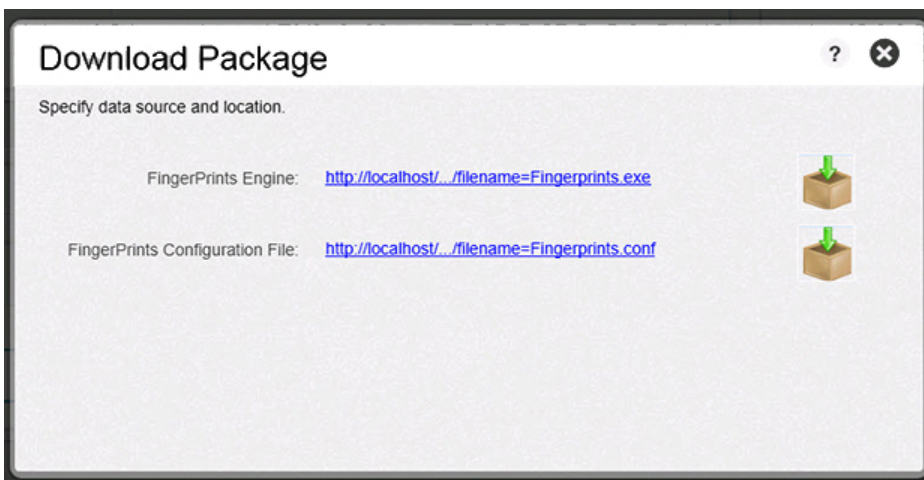 Download Package
?
Specify data source and location.
FingerPrints Engine: http://localhost/.../filename=Fingerprints.exe
FingerPrints Configuration File: http://localhost/.../filename=Fingerprints.conf